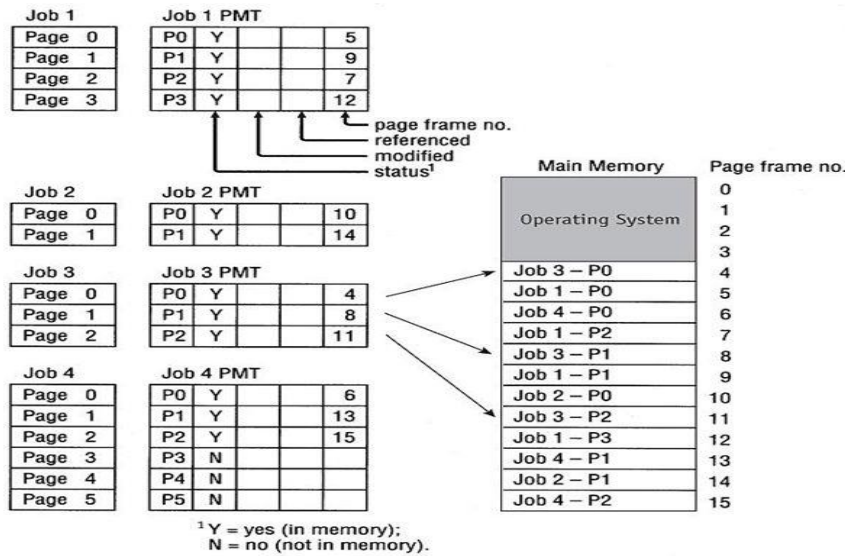 Job 1 Job 1 PMT
Page 0 P0 Y 5
Page 1 P1 Y 9
Page 2 P2 Y 7
Page 3 P3 Y 12
page frame no.
referenced
modified
status¹
Job 2 Job 2 PMT
Page 0 P0 Y 10
Page 1 P1 Y 14
Job 3 Job 3 PMT
Page 0 P0 Y 4
Page 1 P1 Y 8
Page 2 P2 Y 11
Job 4 Job 4 PMT
Page 0 P0 Y 6
Page 1 P1 Y 13
Page 2 P2 Y 15
Page 3 P3 N
Page 4 P4 N
Page 5 P5 N
¹ Y = yes (in memory);
N = no (not in memory).
Main Memory Page frame no.
0
Operating System 1
2
3
Job 3 – P0 4
Job 1 – P0 5
Job 4 – P0 6
Job 1 – P2 7
Job 3 – P1 8
Job 1 – P1 9
Job 2 – P0 10
Job 3 – P2 11
Job 1 – P3 12
Job 4 – P1 13
Job 2 – P1 14
Job 4 – P2 15